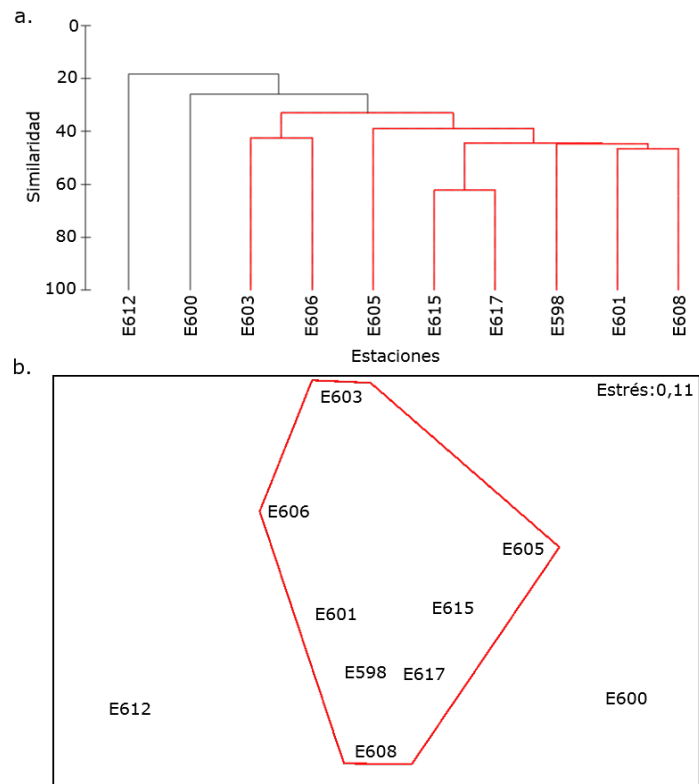 a.
Similaridad
0
20
40
60
80
100
E612
E600
E603
E606
E605
E615
E617
E598
E601
E608
Estaciones
b.
Estrés:0,11
E603
E606
E605
E601
E615
E598
E617
E612
E600
E608